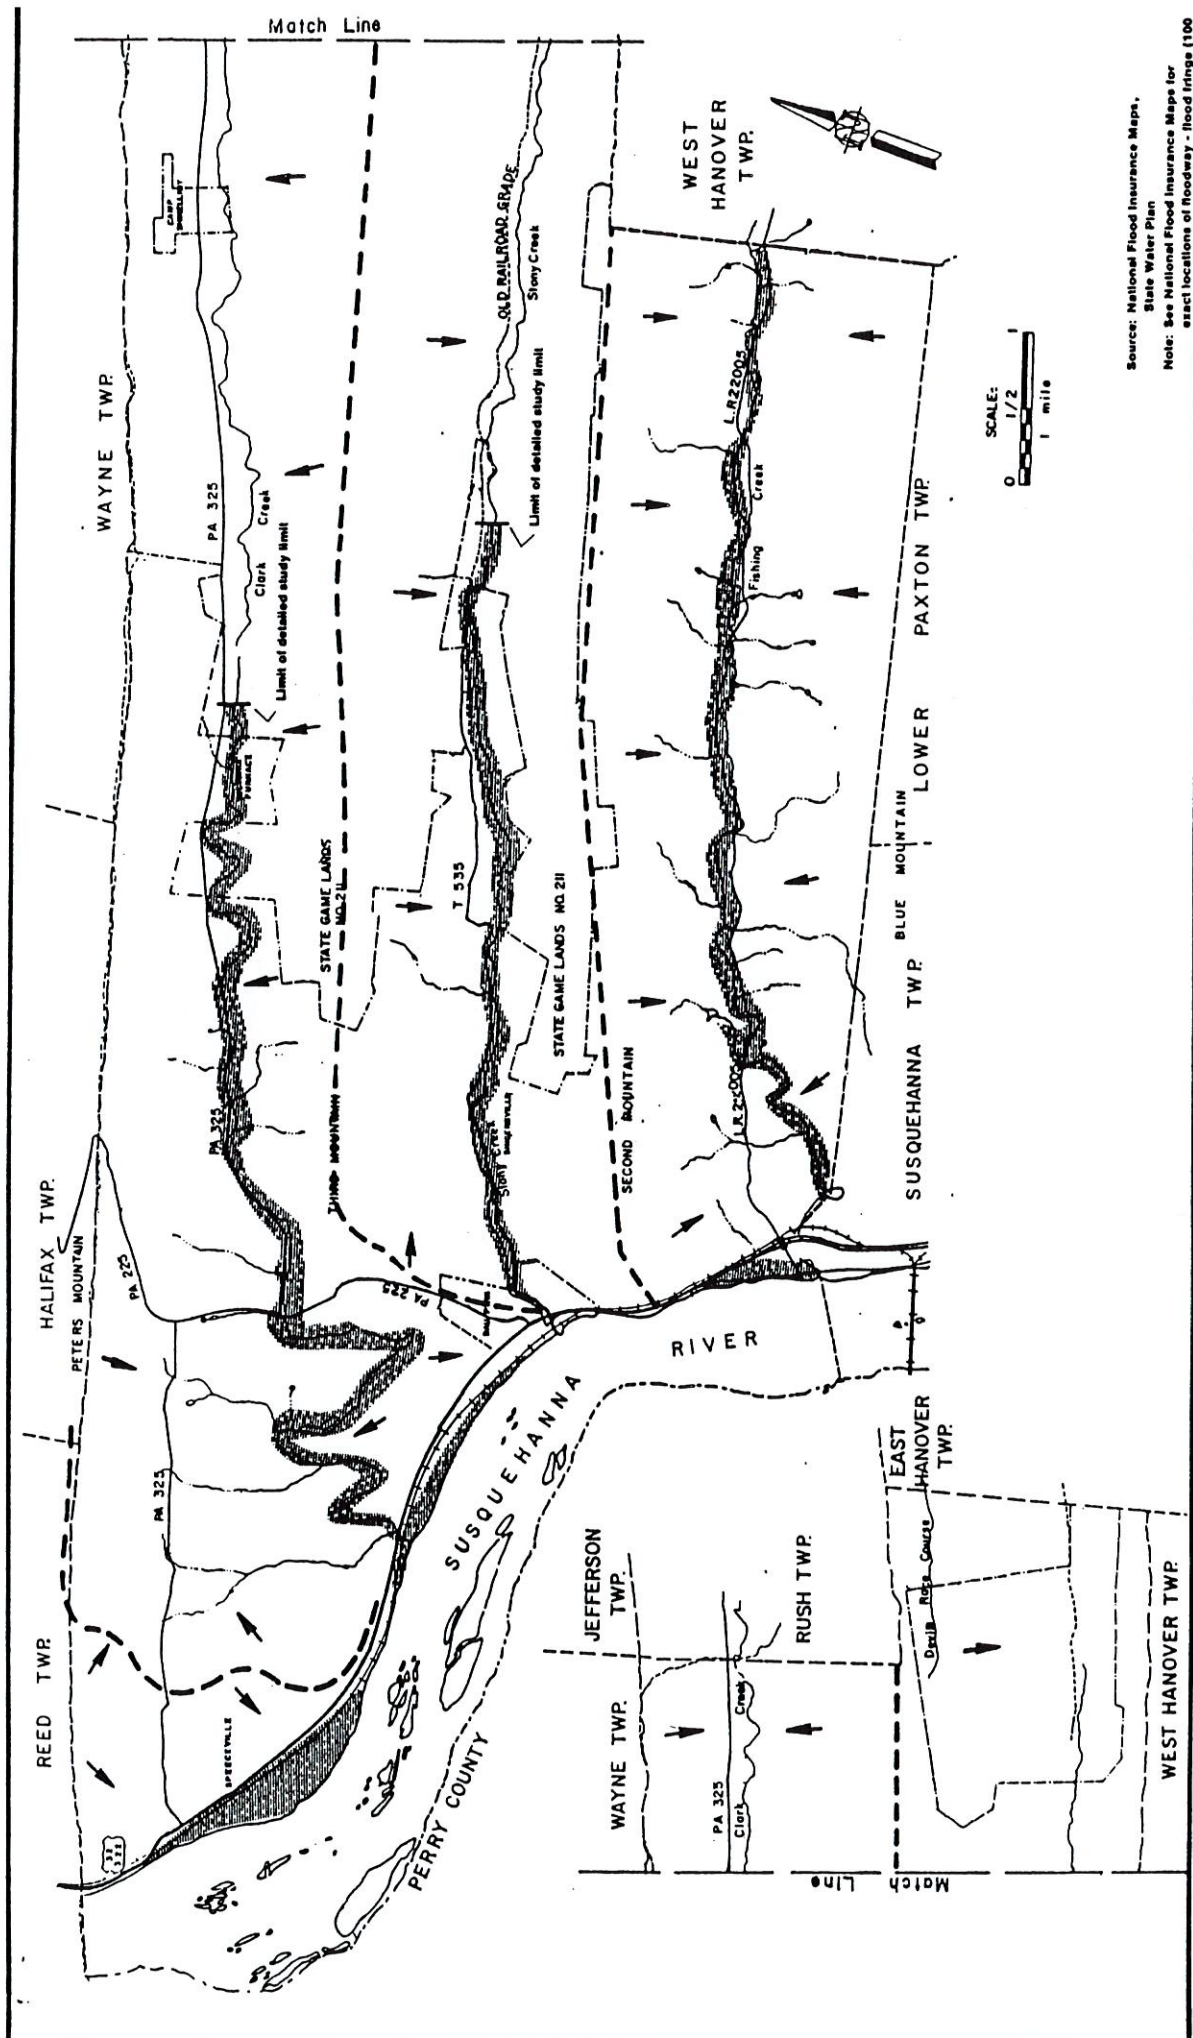 Match Line
WAYNE TWP.
PA 325
CAMP
Clark Creek
Limit of detailed study limit
FURNACE
OLD RAILROAD GRADE
Stony Creek
Limit of detailed study limit
WEST
HANOVER
TWP.
L.R. 22005
Fishing Creek
LOWER PAXTON TWP.
SCALE:
0 1/2 1
mile
Source: National Flood Insurance Maps,
State Water Plan
Note: See National Flood Insurance Maps for
exact locations of floodway - flood fringe (100
STATE GAME LANDS
NO. 211
T 535
STATE GAME LANDS NO. 211
BLUE MOUNTAIN
SUSQUEHANNA TWP.
HALIFAX TWP.
PETERS MOUNTAIN
PA 225
PA 325
THIRD MOUNTAIN
Stony Creek
SECOND MOUNTAIN
PA 225
RIVER
SUSQUEHANNA
REED TWP.
PA 325
SPEECEVILLE
22
322
PERRY COUNTY
JEFFERSON
TWP.
RUSH TWP.
WAYNE TWP.
PA 325
Clark Creek
EAST
HANOVER
TWP.
Devils Race Course
WEST HANOVER TWP.
Match
Line